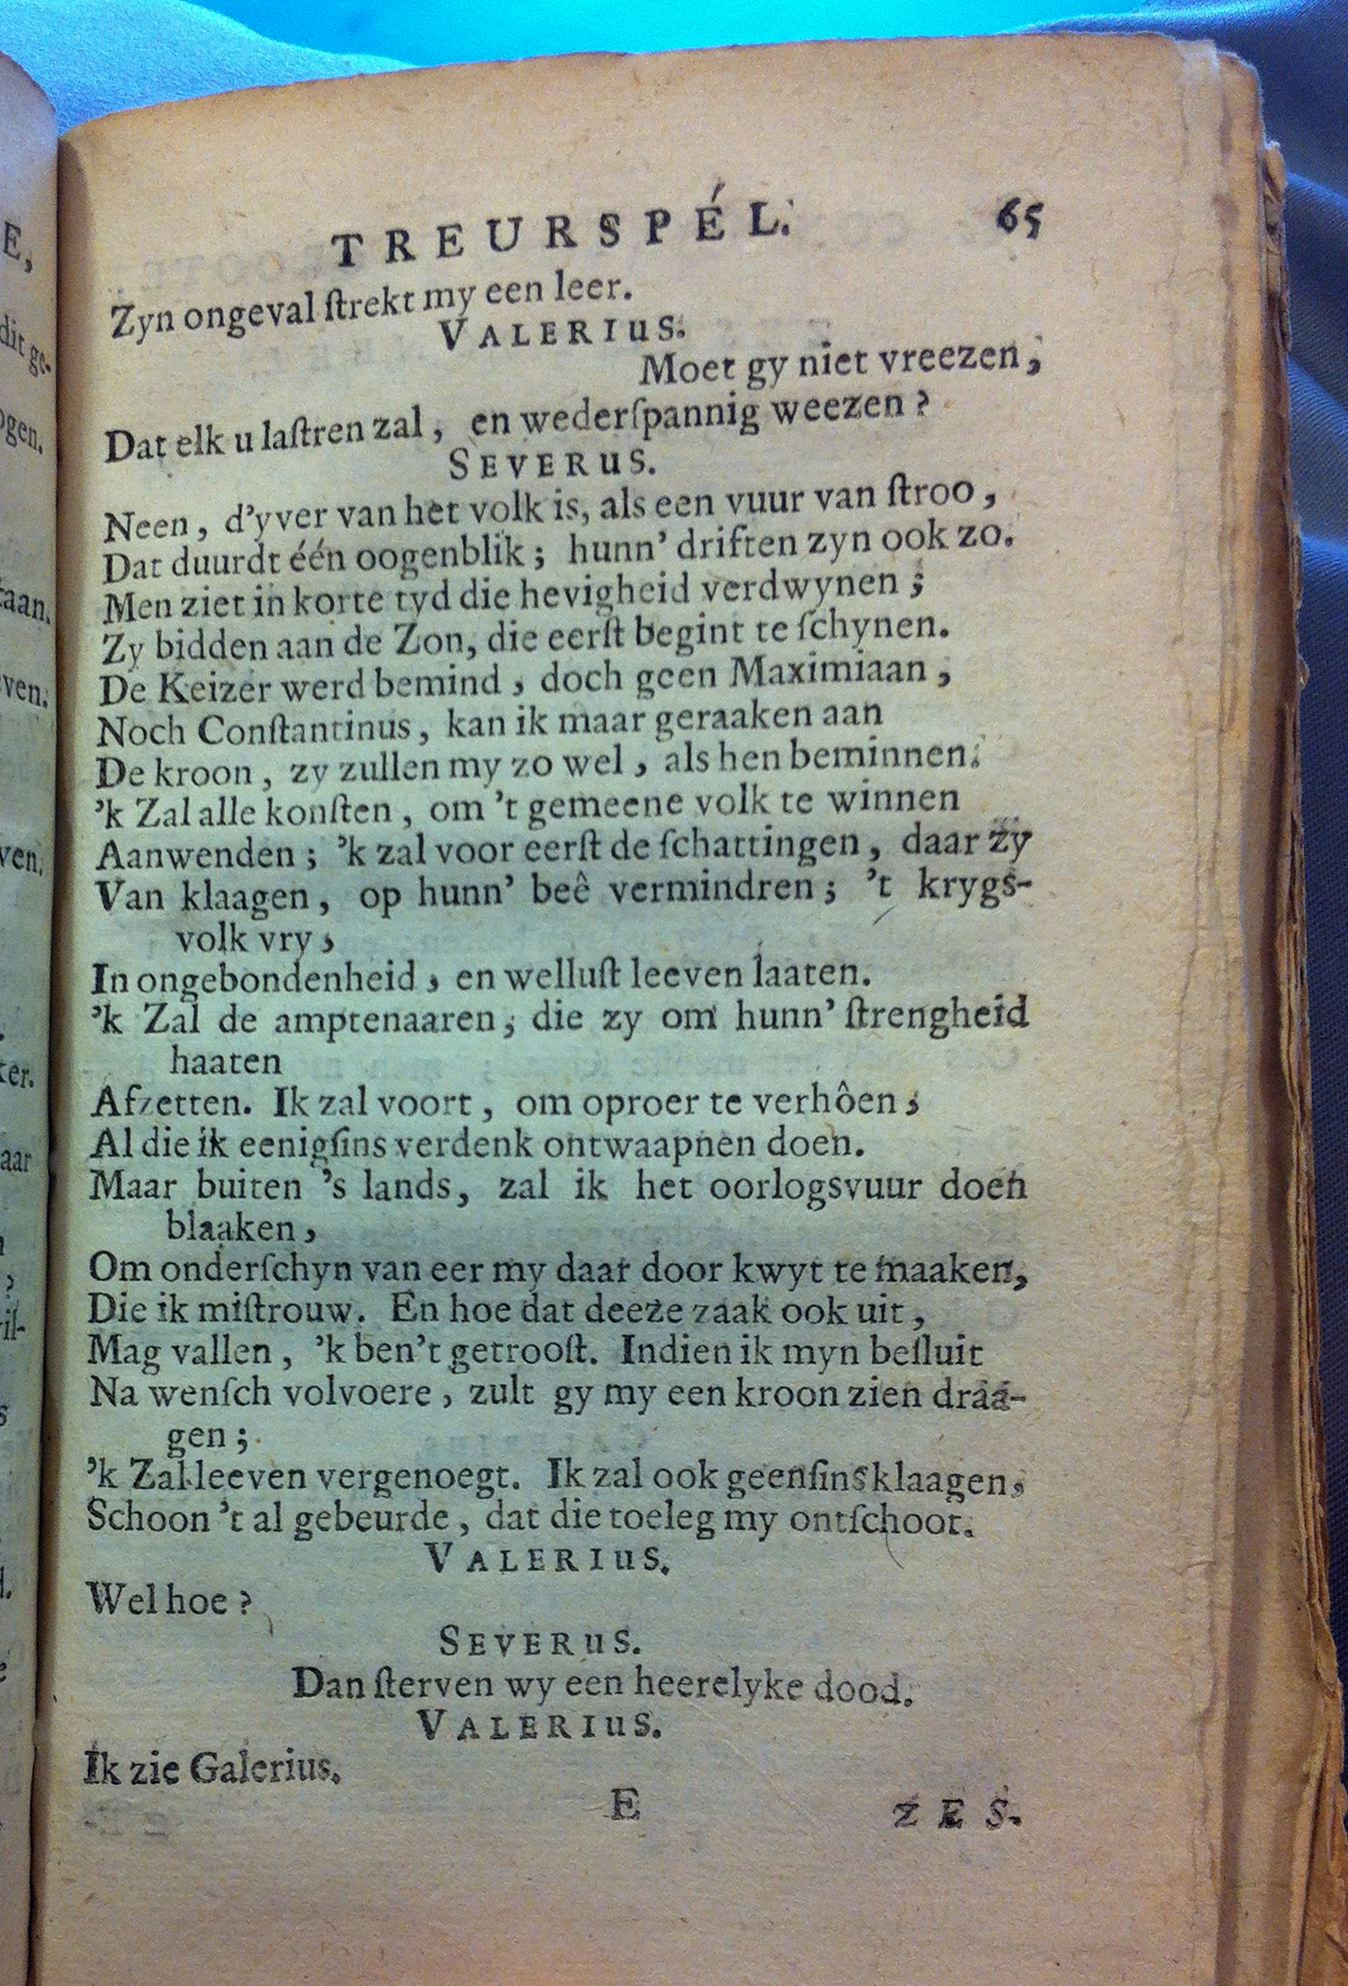 TREURSPÉL. 65
Zyn ongeval ſtrekt my een leer.
VALERIUS.
Moet gy niet vreezen,
Dat elk u laſtren zal, en wederſpannig weezen?
SEVERUS.
Neen, d'yver van het volk is, als een vuur van ſtroo,
Dat duurdt één oogenblik; hunn' driften zyn ook zo.
Men ziet in korte tyd die hevigheid verdwynen;
Zy bidden aan de Zon, die eerſt begint te ſchynen.
De Keizer werd bemind, doch geen Maximiaan,
Noch Conſtantinus, kan ik maar geraaken aan
De kroon, zy zullen my zo wel, als hen beminnen.
'k Zal alle konſten, om 't gemeene volk te winnen
Aanwenden; 'k zal voor eerſt de ſchattingen, daar zy
Van klaagen, op hunn' beê vermindren; 't krygs-
volk vry,
In ongebondenheid, en welluſt leeven laaten.
'k Zal de amptenaaren, die zy om hunn' ſtrengheid
haaten
Afzetten. Ik zal voort, om oproer te verhôen,
Al die ik eenigſins verdenk ontwaapnen doen.
Maar buiten 's lands, zal ik het oorlogsvuur doen
blaaken,
Om onderſchyn van eer my daar door kwyt te maaken,
Die ik miſtrouw. En hoe dat deeze zaak ook uit,
Mag vallen, 'k ben't getrooſt. Indien ik myn beſluit
Na wenſch volvoere, zult gy my een kroon zien draa-
gen;
'k Zal leeven vergenoegt. Ik zal ook geenſins klaagen,
Schoon 't al gebeurde, dat die toeleg my ontſchoot.
VALERIUS.
Wel hoe?
SEVERUS.
Dan ſterven wy een heerelyke dood.
VALERIUS.
Ik zie Galerius.
E ZES.